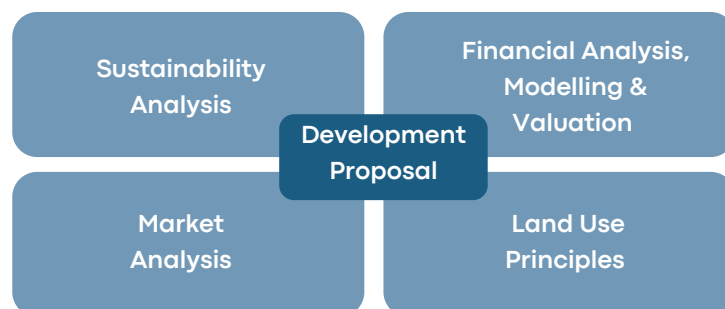 Sustainability
Analysis
Financial Analysis,
Modelling &
Valuation
Development
Proposal
Market
Analysis
Land Use
Principles